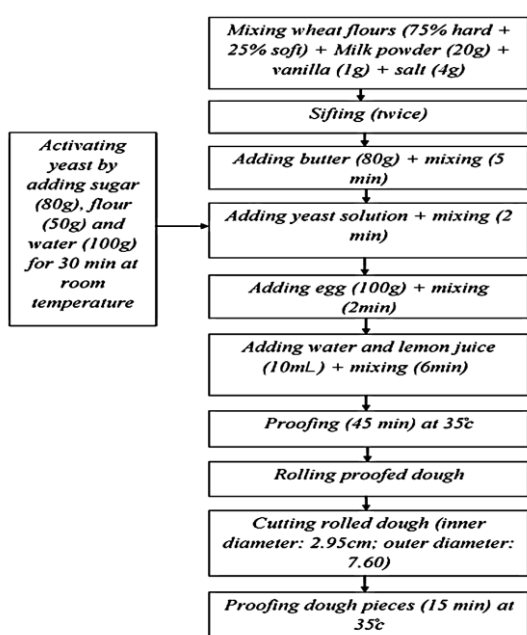 Mixing wheat flours (75% hard +
25% soft) + Milk powder (20g) +
vanilla (1g) + salt (4g)
Sifting (twice)
Activating
yeast by
adding sugar
(80g), flour
(50g) and
water (100g)
for 30 min at
room
temperature
Adding butter (80g) + mixing (5
min)
Adding yeast solution + mixing (2
min)
Adding egg (100g) + mixing
(2min)
Adding water and lemon juice
(10mL) + mixing (6min)
Proofing (45 min) at 35°c
Rolling proofed dough
Cutting rolled dough (inner
diameter: 2.95cm; outer diameter:
7.60)
Proofing dough pieces (15 min) at
35°c